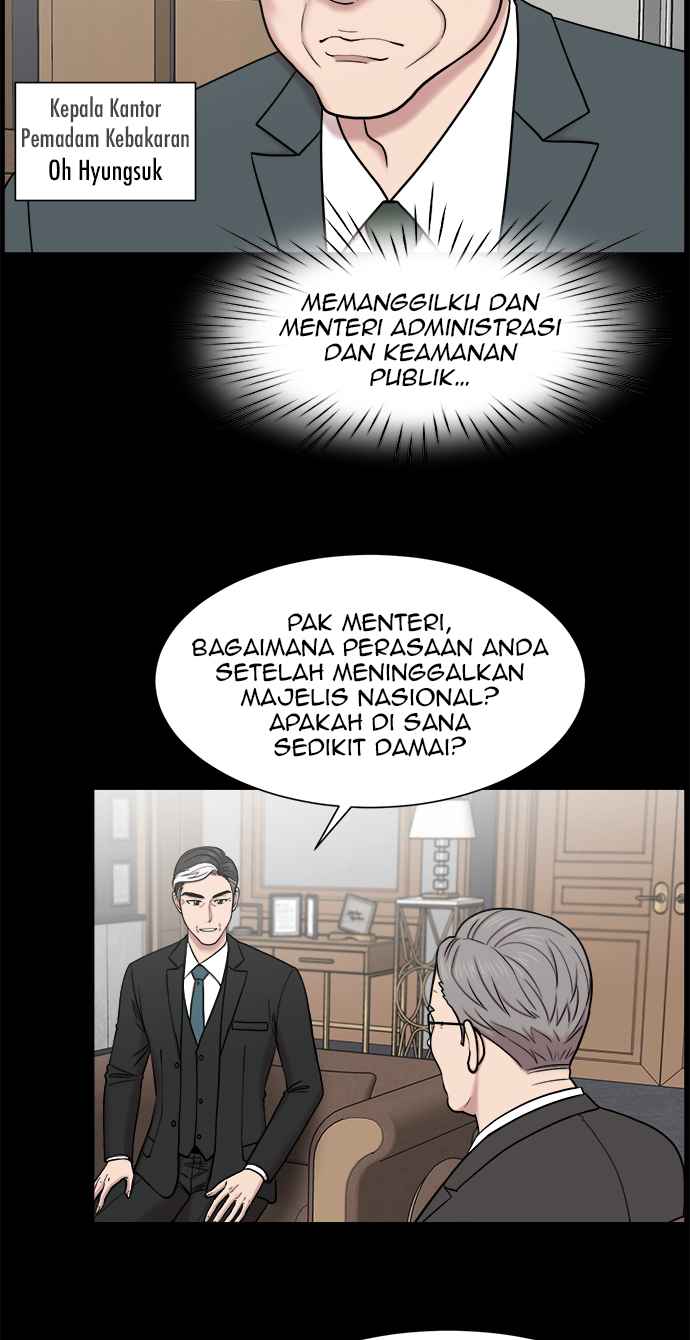 Kepala Kantor
Pemadam Kebakaran
Oh Hyungsuk
MEMANGGILKU DAN
MENTERI ADMINISTRASI
DAN KEAMANAN
PUBLIK...
PAK MENTERI,
BAGAIMANA PERASAAN ANDA
SETELAH MENINGGALKAN
MAJELIS NASIONAL?
APAKAH DI SANA
SEDIKIT DAMAI?